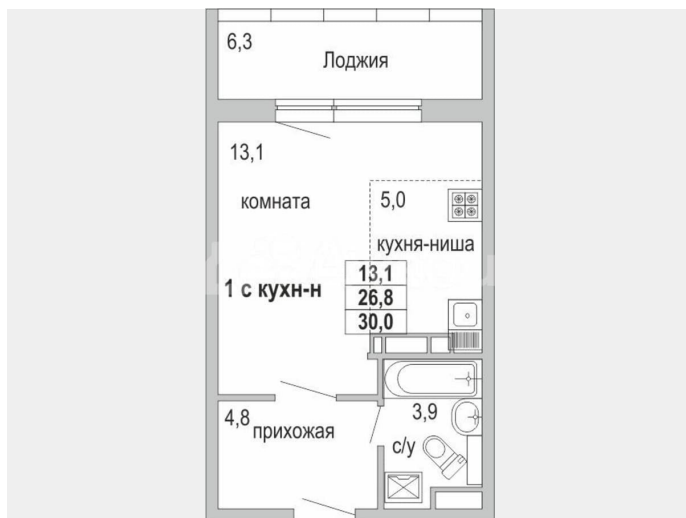 6,3
Лоджия
13,1
комната
5,0
кухня-ниша
1 с кухн-н
13,1
26,8
30,0
4,8
прихожая
3,9
с/у